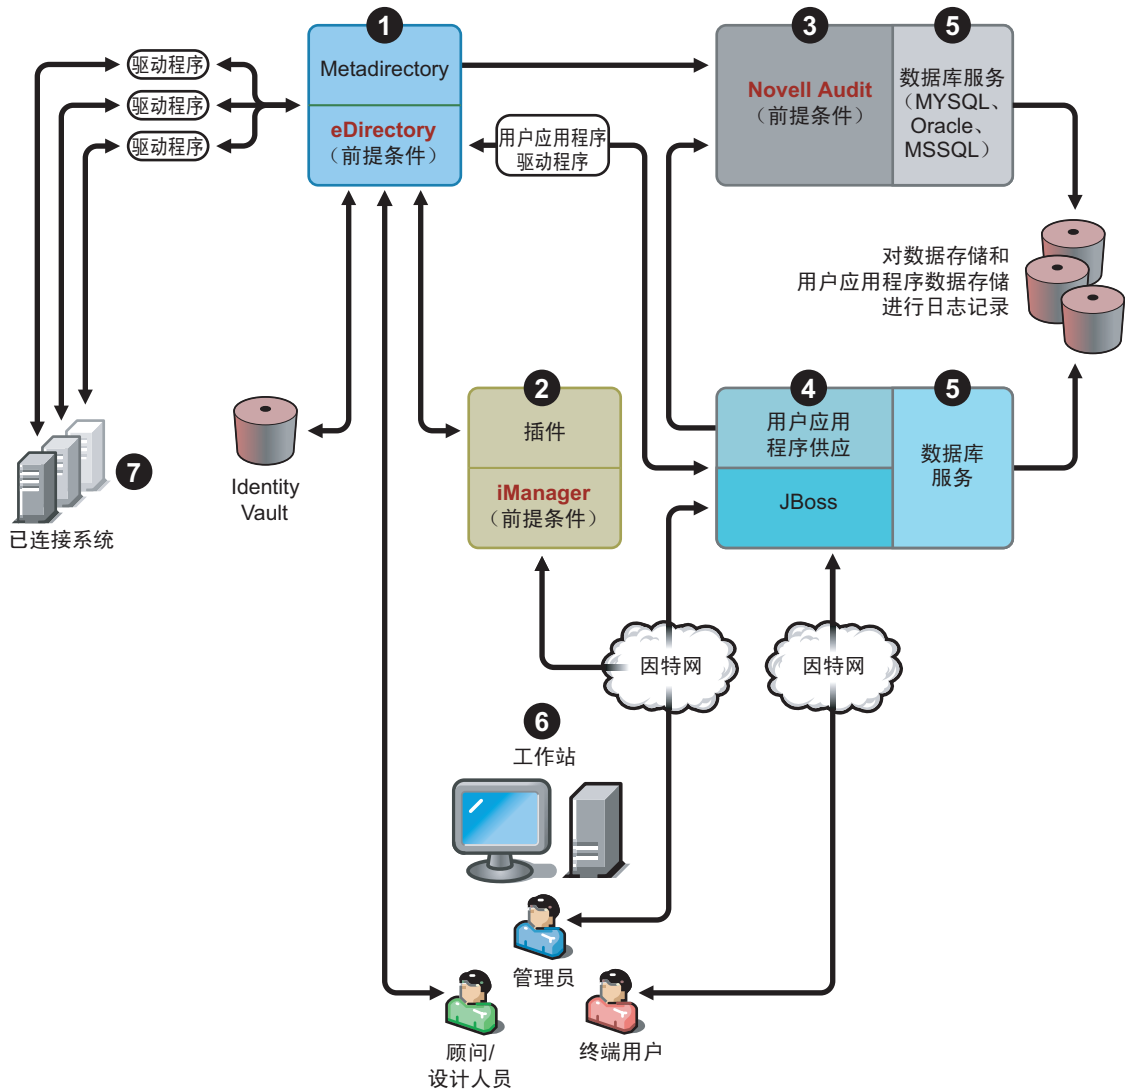 1
3
5
驱动程序
驱动程序
驱动程序
Metadirectory
eDirectory
（前提条件）
用户应用程序
驱动程序
Novell Audit
（前提条件）
数据库服务
（MYSQL、
Oracle、
MSSQL）
对数据存储和
用户应用程序数据存储
进行日志记录
2
插件
iManager
（前提条件）
4
用户应用
程序供应
JBoss
5
数据库
服务
7
已连接系统
Identity
Vault
因特网
因特网
6
工作站
管理员
顾问/
设计人员
终端用户